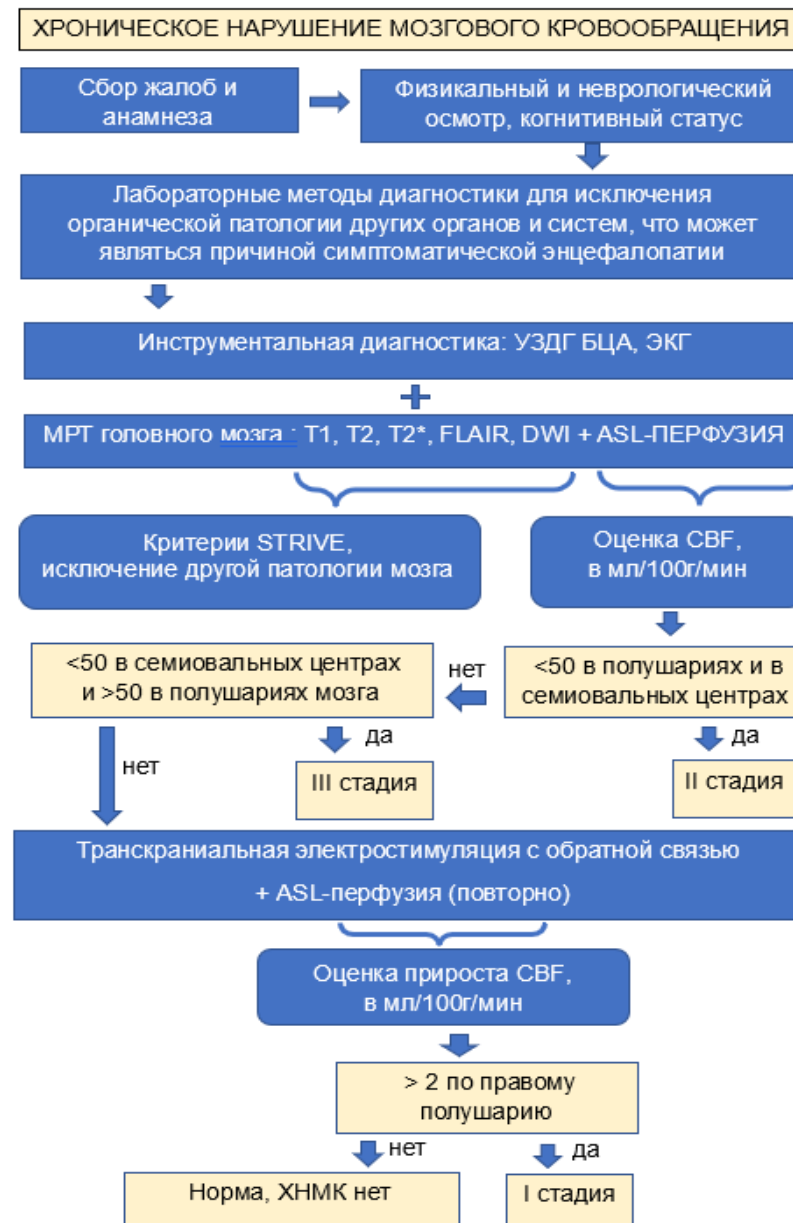 ХРОНИЧЕСКОЕ НАРУШЕНИЕ МОЗГОВОГО КРОВООБРАЩЕНИЯ
Сбор жалоб и
анамнеза
Физикальный и неврологический
осмотр, когнитивный статус
Лабораторные методы диагностики для исключения
органической патологии других органов и систем, что может
являться причиной симптоматической энцефалопатии
Инструментальная диагностика: УЗДГ БЦА, ЭКГ
МРТ головного мозга : Т1, Т2, Т2*, FLAIR, DWI + ASL-ПЕРФУЗИЯ
Критерии STRIVE,
исключение другой патологии мозга
Оценка CBF,
в мл/100г/мин
<50 в семиовальных центрах
и >50 в полушариях мозга
нет
<50 в полушариях и в
семиовальных центрах
нет
да
да
III стадия
II стадия
Транскраниальная электростимуляция с обратной связью
+ ASL-перфузия (повторно)
Оценка прироста CBF,
в мл/100г/мин
> 2 по правому
полушарию
нет
да
Норма, ХНМК нет
I стадия